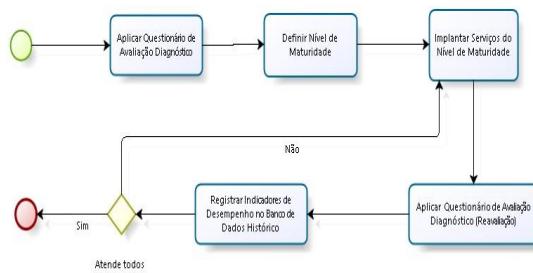 Aplicar Questionário de
Avaliação Diagnóstico
Definir Nível de
Maturidade
Implantar Serviços do
Nível de Maturidade
Não
Registrar Indicadores de
Desempenho no Banco de
Dados Histórico
Aplicar Questionário de Avaliação
Diagnóstico (Reavaliação)
Sim
Atende todos